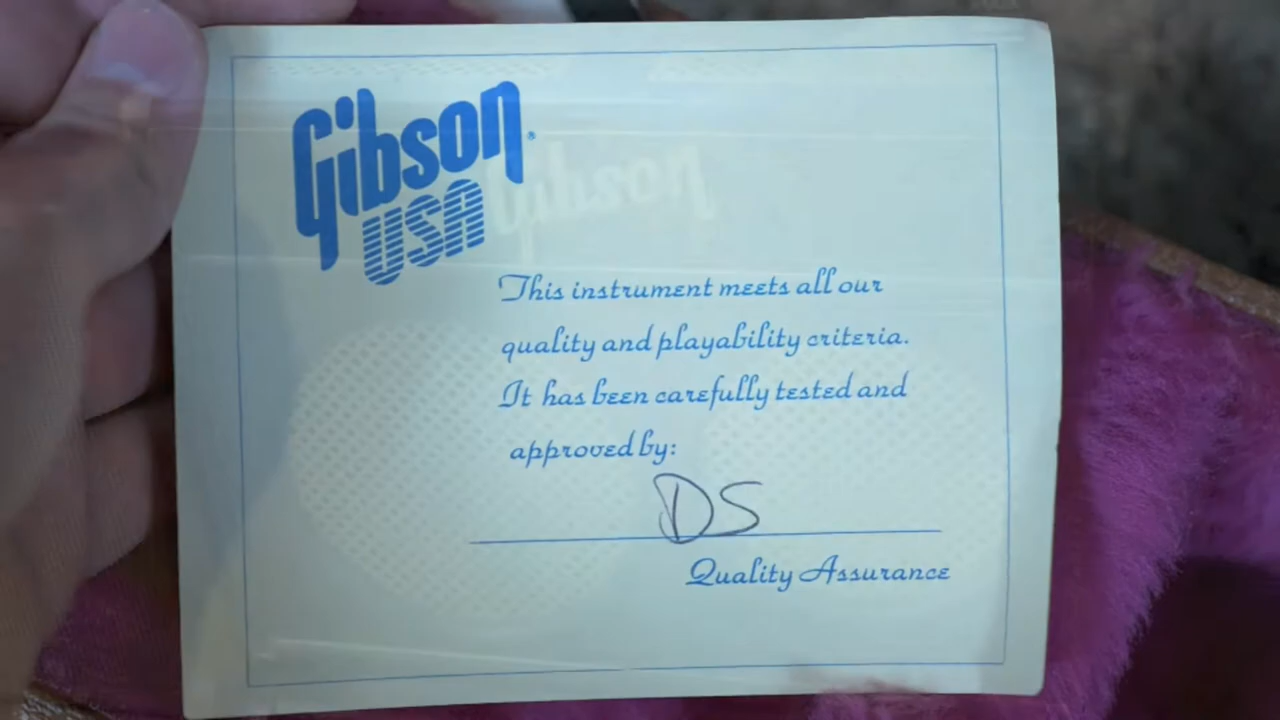 Gibson
USA
Gibson
This instrument meets all our
quality and playability criteria.
It has been carefully tested and
approved by:
DS
Quality Assurance